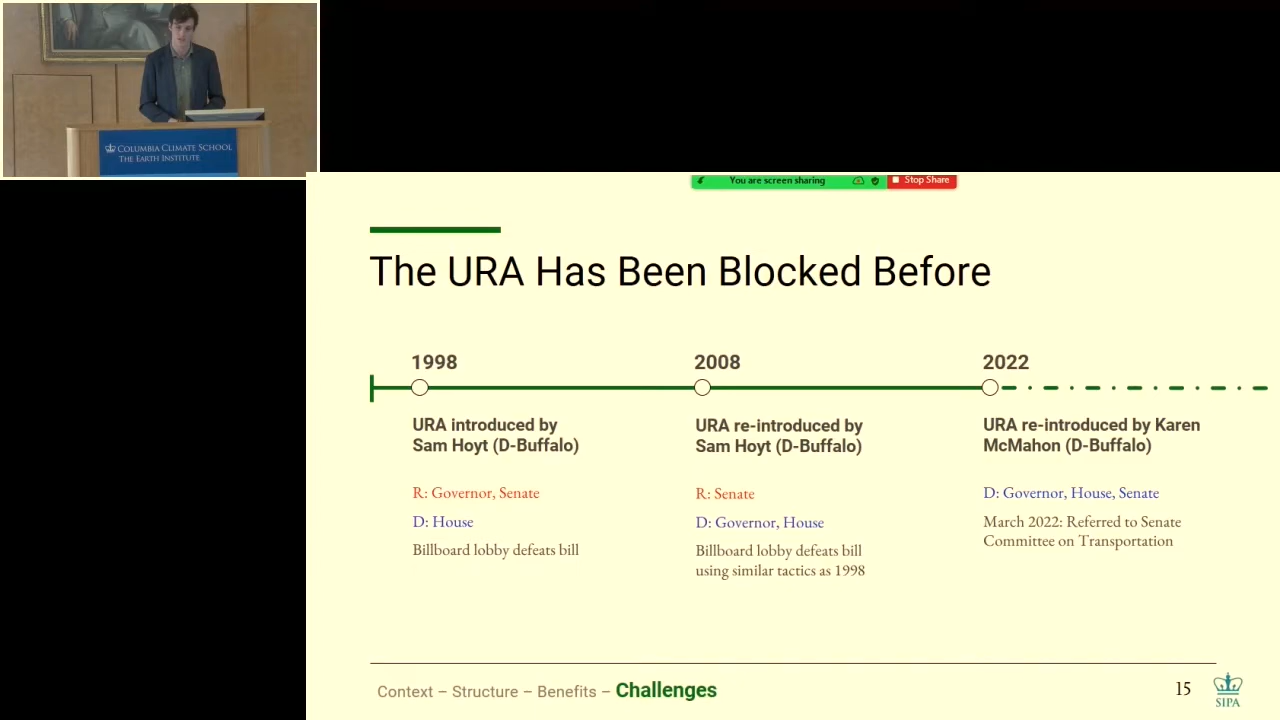 COLUMBIA CLIMATE SCHOOL
THE EARTH INSTITUTE
You are screen sharing
Stop Share
The URA Has Been Blocked Before
1998
URA introduced by
Sam Hoyt (D-Buffalo)
R: Governor, Senate
D: House
Billboard lobby defeats bill
2008
URA re-introduced by
Sam Hoyt (D-Buffalo)
R: Senate
D: Governor, House
Billboard lobby defeats bill
using similar tactics as 1998
2022
URA re-introduced by Karen
McMahon (D-Buffalo)
D: Governor, House, Senate
March 2022: Referred to Senate
Committee on Transportation
Context – Structure – Benefits – Challenges
15
SIPA